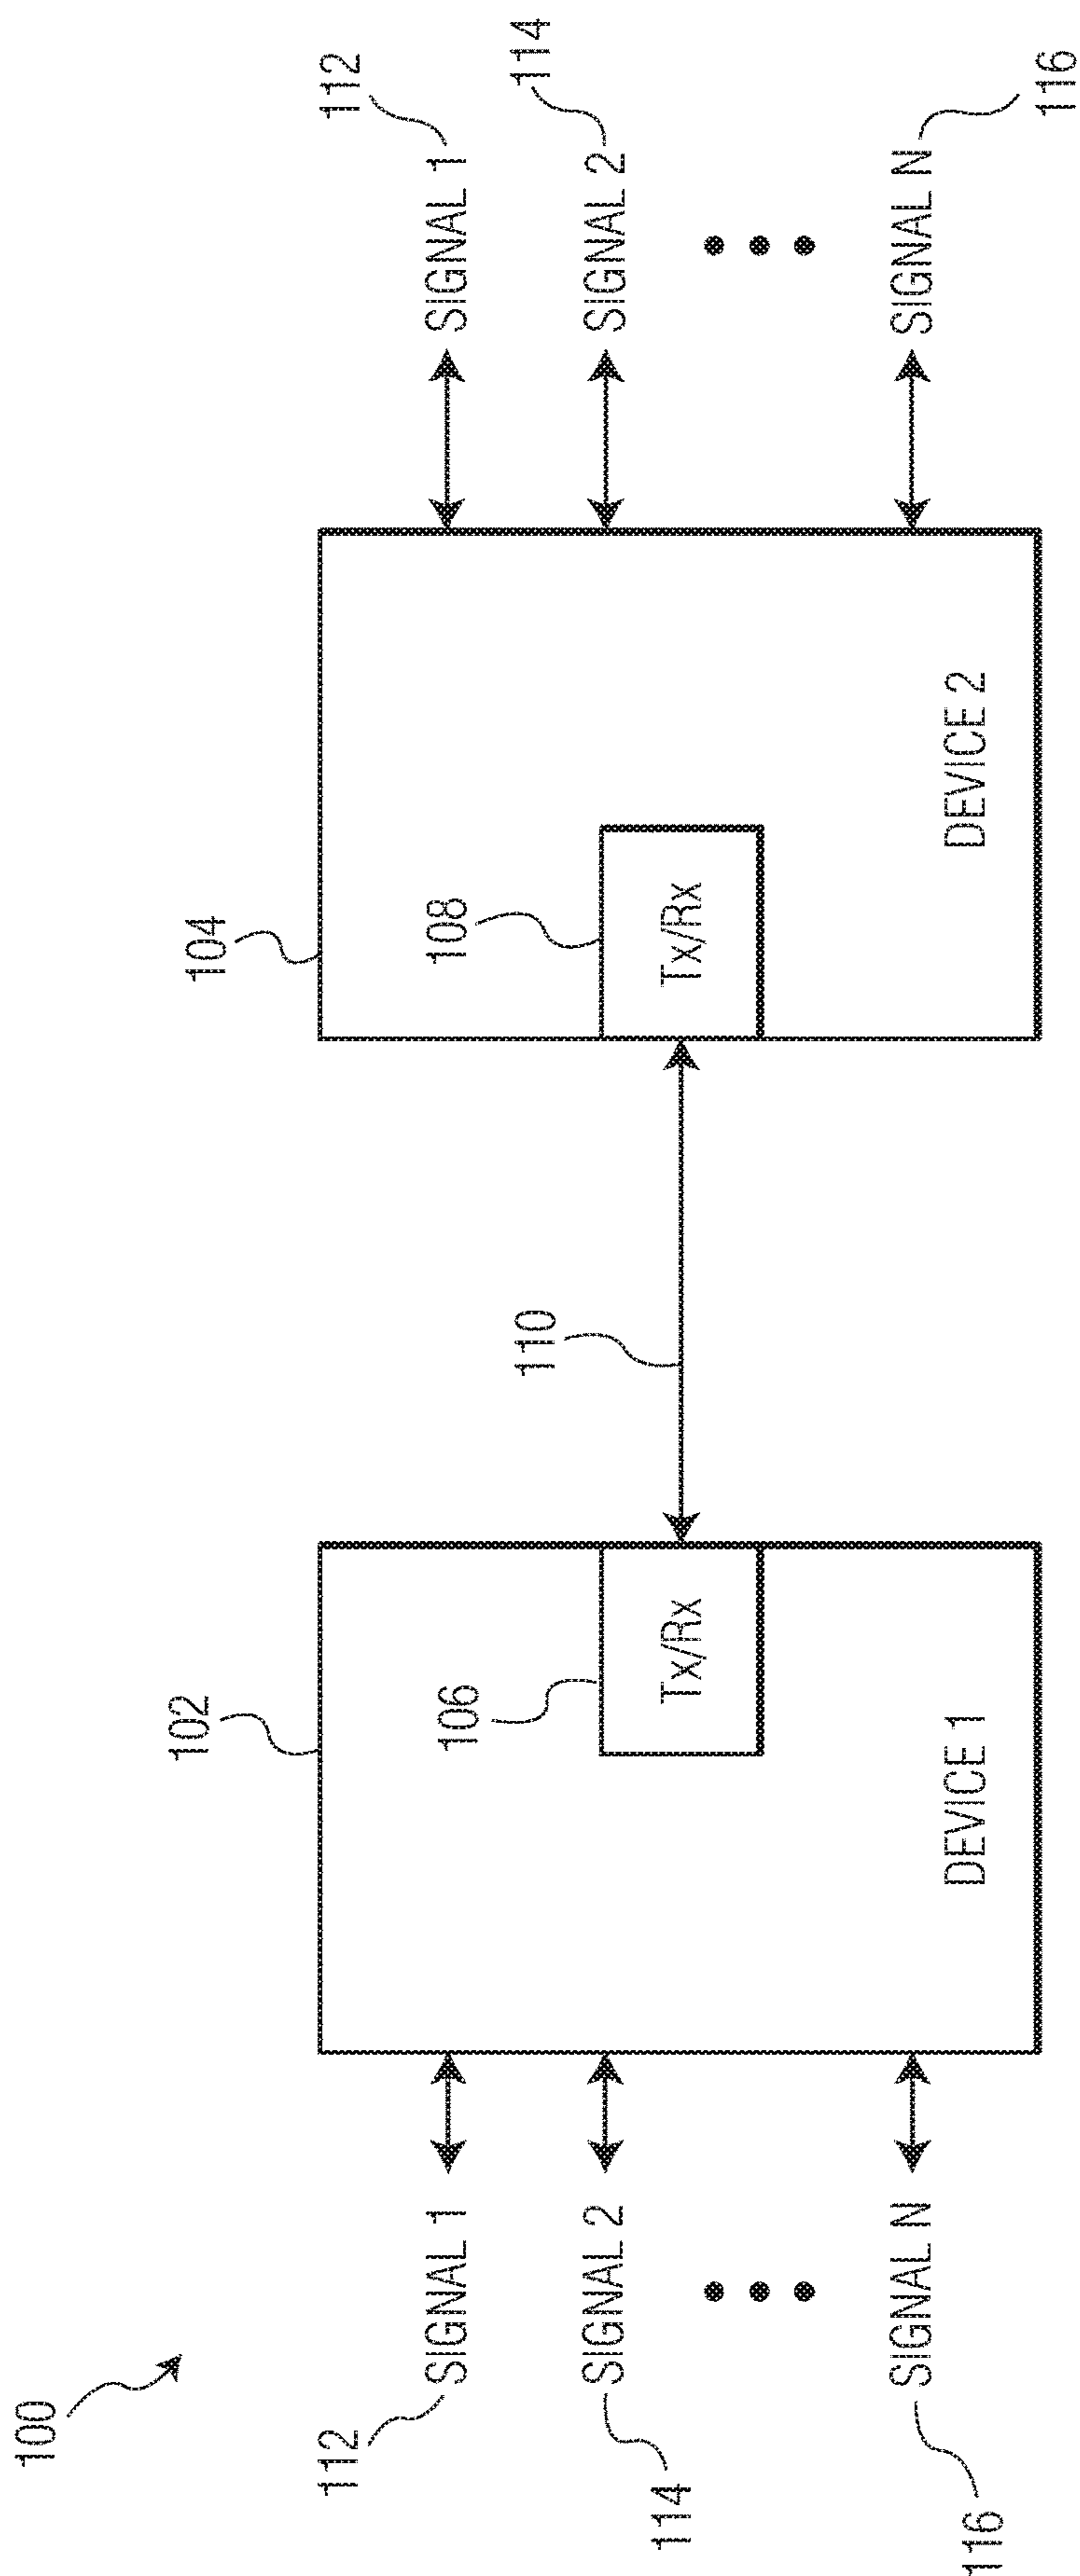 100
102
104
112
SIGNAL 1
106
Tx/Rx
110
108
Tx/Rx
SIGNAL 1
112
114
SIGNAL 2
SIGNAL 2
114
116
SIGNAL N
DEVICE 1
DEVICE 2
SIGNAL N
116